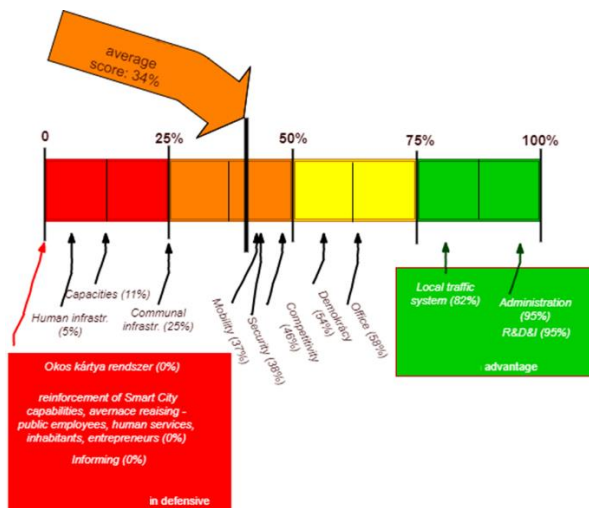 average
score: 34%
0
25%
50%
75%
100%
Capacities (11%)
Human infrastr.
(5%)
Communal
infrastr. (25%)
Mobility (37%)
Security (38%)
Competitivity
(46%)
Demokrácy
(54%)
Office (58%)
Local traffic
system (82%)
Administration
(95%)
R&D&I (95%)
advantage
Okos kártya rendszer (0%)
reinforcement of Smart City
capabilities, avernace reaising -
public employees, human services,
inhabitants, entrepreneurs (0%)
Informing (0%)
in defensive